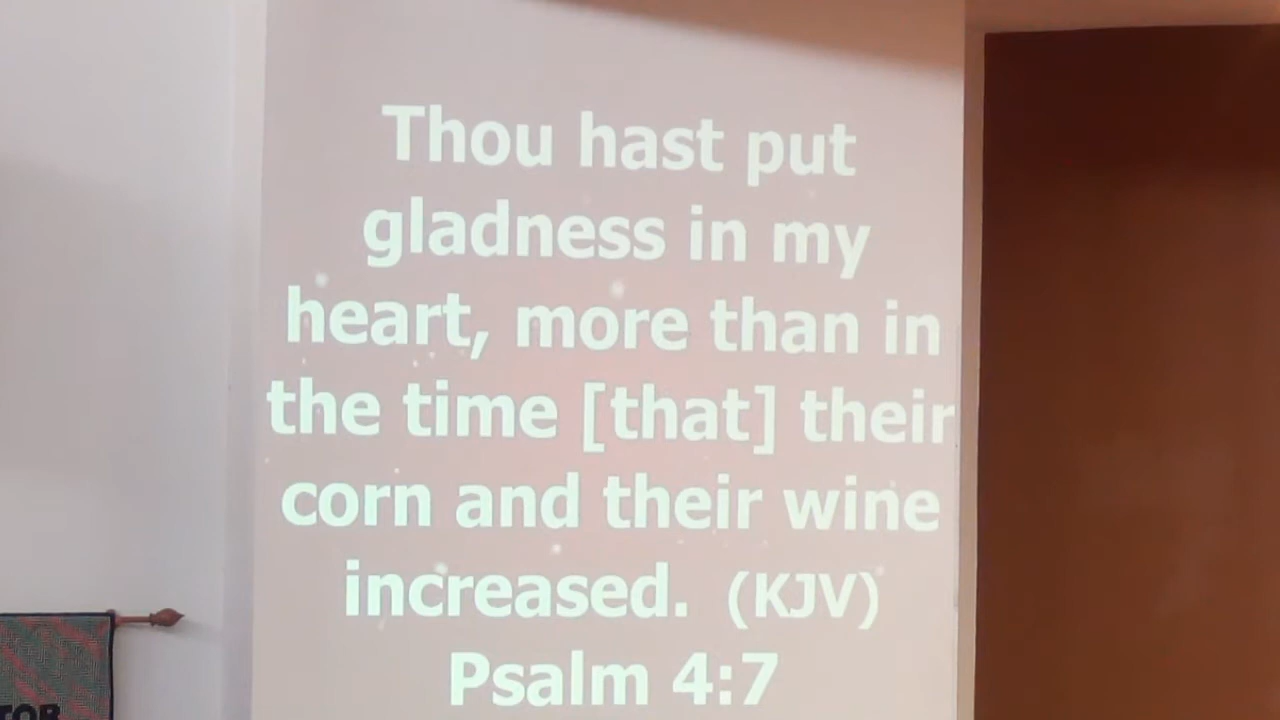 Thou hast put
gladness in my
heart, more than in
the time [that] their
corn and their wine
increased. (KJV)
Psalm 4:7
TOR